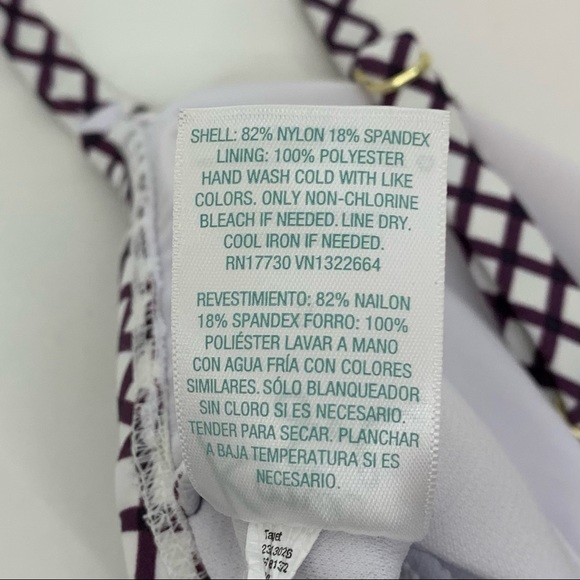 SHELL: 82% NYLON 18% SPANDEX
LINING: 100% POLYESTER
HAND WASH COLD WITH LIKE
COLORS. ONLY NON-CHLORINE
BLEACH IF NEEDED. LINE DRY.
COOL IRON IF NEEDED.
RN17730 VN1322664
REVESTIMIENTO: 82% NAILON
18% SPANDEX FORRO: 100%
POLIÉSTER LAVAR A MANO
CON AGUA FRÍA CON COLORES
SIMILARES. SÓLO BLANQUEADOR
SIN CLORO SI ES NECESARIO.
TENDER PARA SECAR. PLANCHAR
A BAJA TEMPERATURA SI ES
NECESARIO.